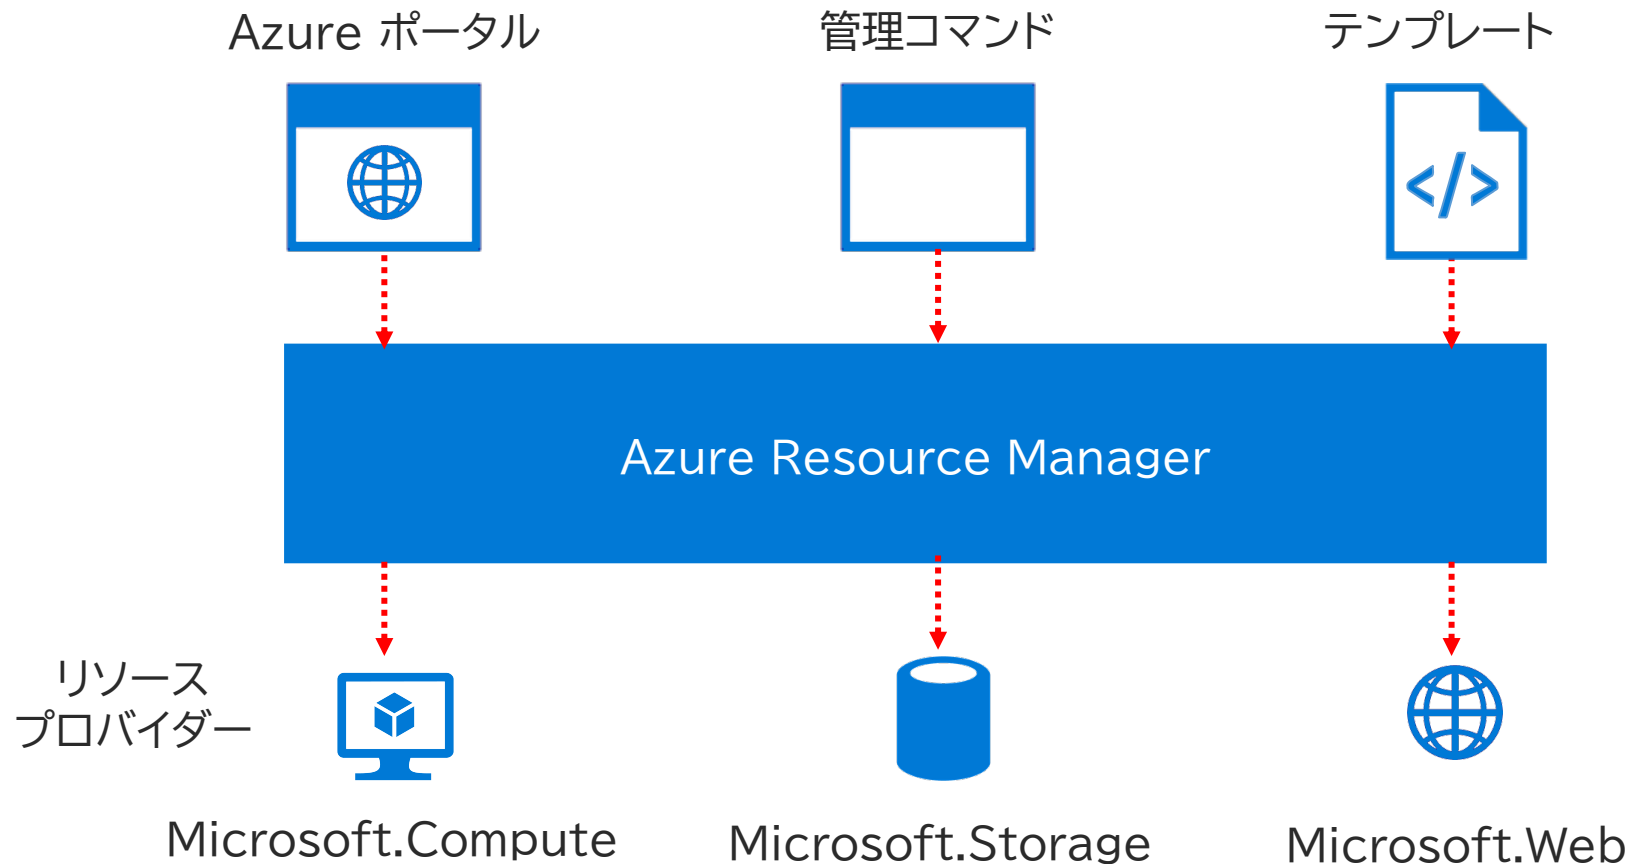 Azure ポータル
管理コマンド
テンプレート
</>
Azure Resource Manager
リソース
プロバイダー
Microsoft.Compute
Microsoft.Storage
Microsoft.Web